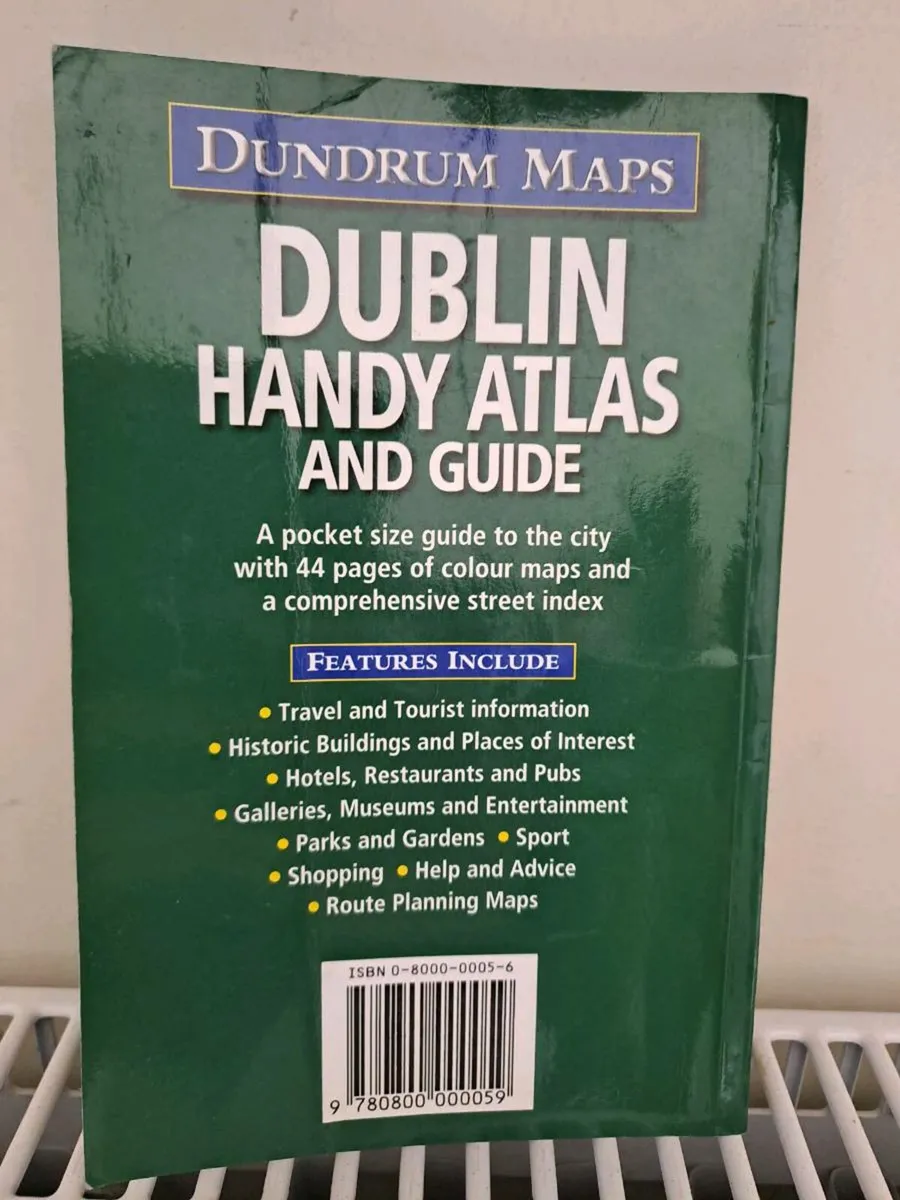 DUNDRUM MAPS
DUBLIN
HANDY ATLAS
AND GUIDE
A pocket size guide to the city
with 44 pages of colour maps and
a comprehensive street index
FEATURES INCLUDE
• Travel and Tourist information
• Historic Buildings and Places of Interest
• Hotels, Restaurants and Pubs
• Galleries, Museums and Entertainment
• Parks and Gardens • Sport
• Shopping • Help and Advice
• Route Planning Maps
ISBN 0-8000-0005-6
9 780800 000059